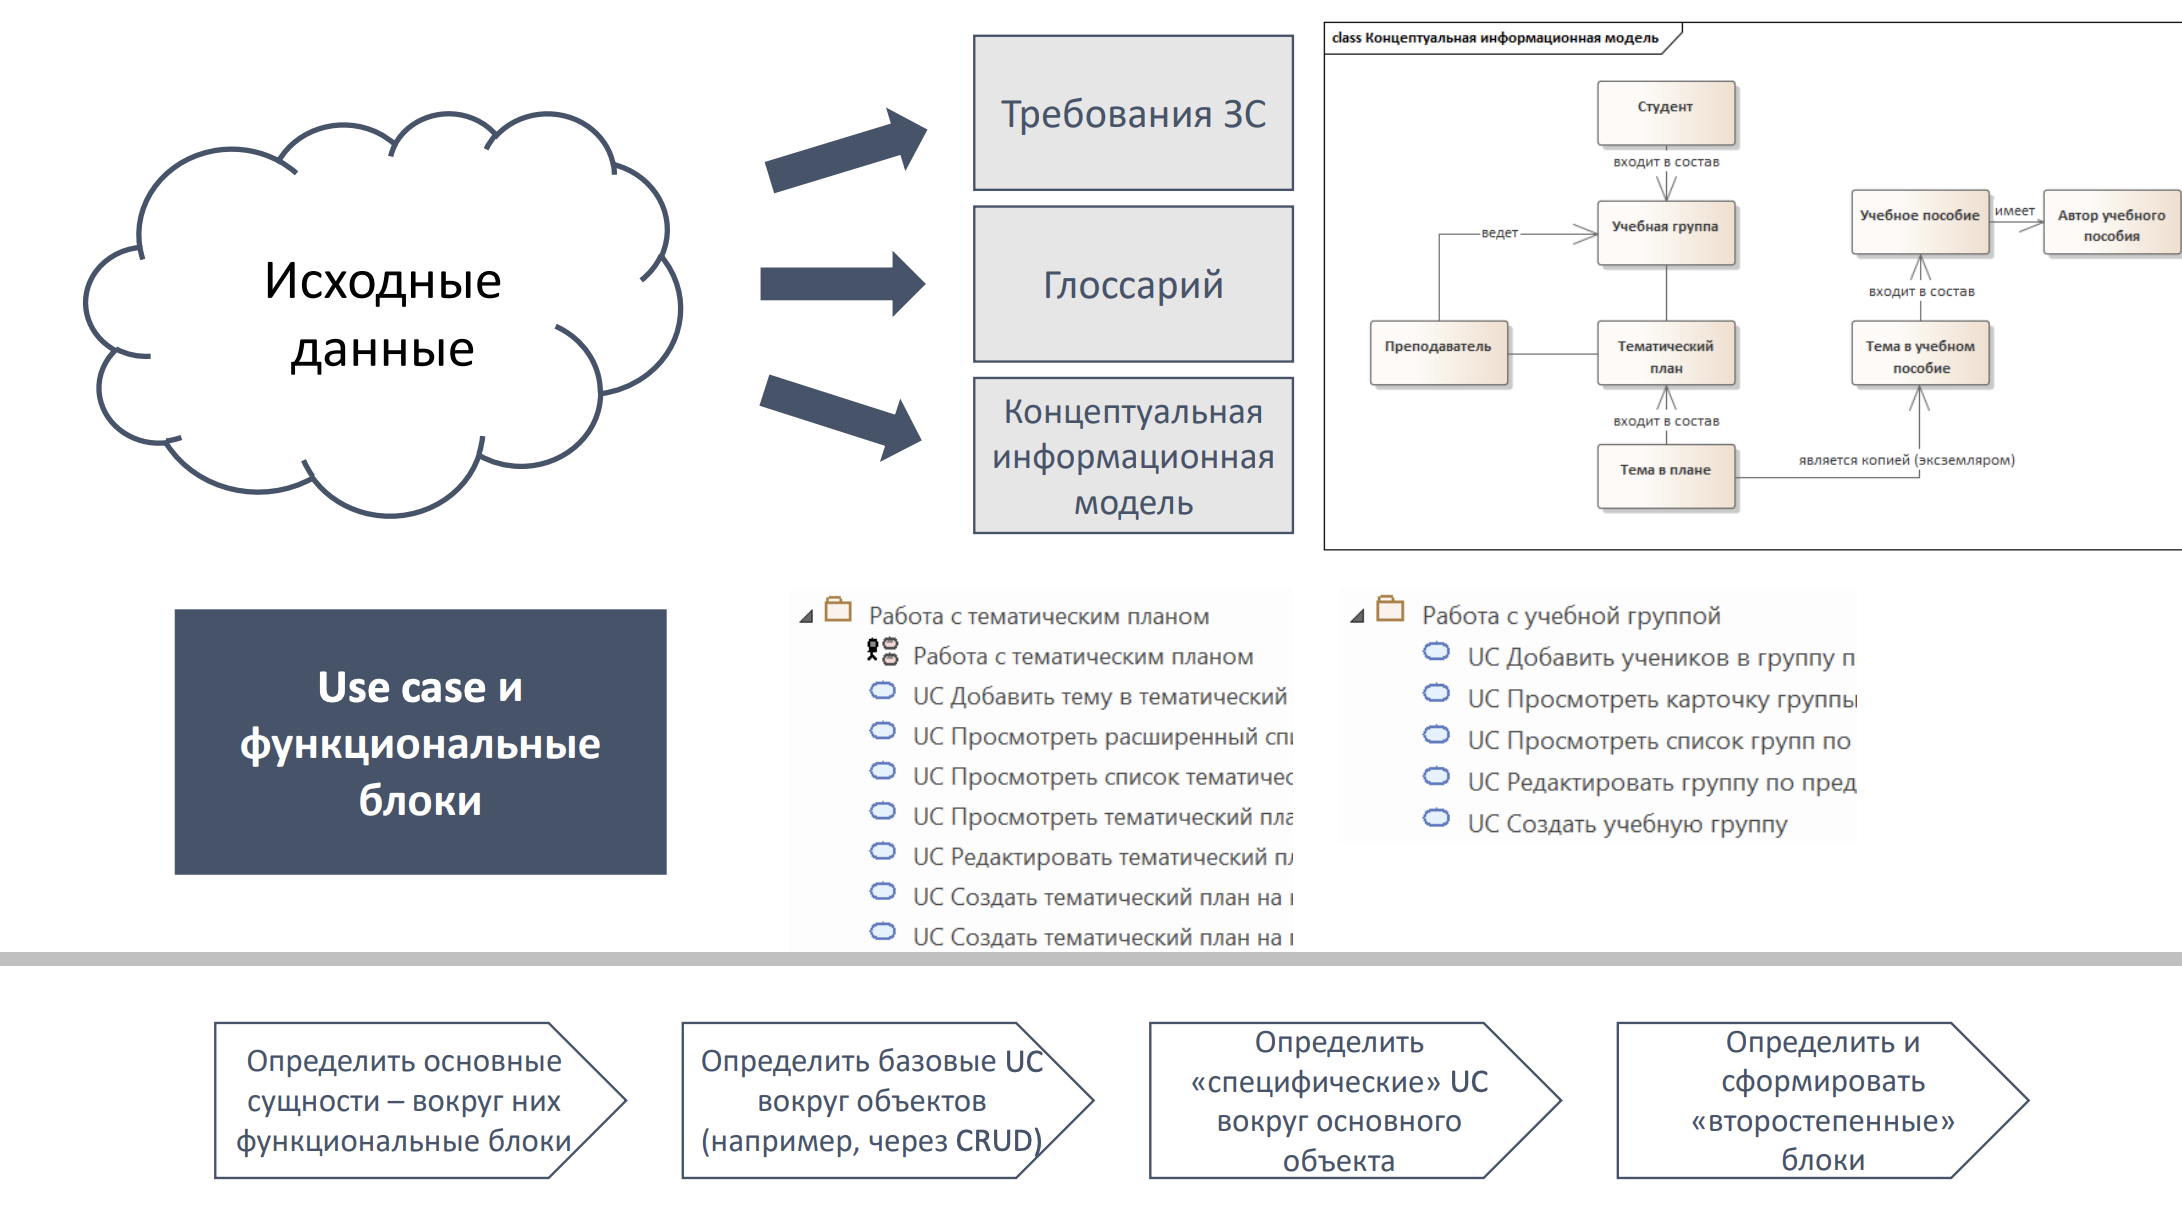 Исходные
данные
Требования ЗС
Глоссарий
Концептуальная
информационная
модель
class Концептуальная информационная модель
Студент
входит в состав
ведет
Учебная группа
Учебное пособие
имеет
Автор учебного
пособия
входит в состав
Преподаватель
Тематический
план
Тема в учебном
пособие
входит в состав
Тема в плане
является копией (эксземляром)
Use case и
функциональные
блоки
Работа с тематическим планом
Работа с тематическим планом
UC Добавить тему в тематический
UC Просмотреть расширенный спи
UC Просмотреть список тематичес
UC Просмотреть тематический пла
UC Редактировать тематический пл
UC Создать тематический план на
UC Создать тематический план на
Работа с учебной группой
UC Добавить учеников в группу п
UC Просмотреть карточку группы
UC Просмотреть список групп по
UC Редактировать группу по пред
UC Создать учебную группу
Определить основные
сущности – вокруг них
функциональные блоки
Определить базовые UC
вокруг объектов
(например, через CRUD)
Определить
«специфические» UC
вокруг основного
объекта
Определить и
сформировать
«второстепенные»
блоки